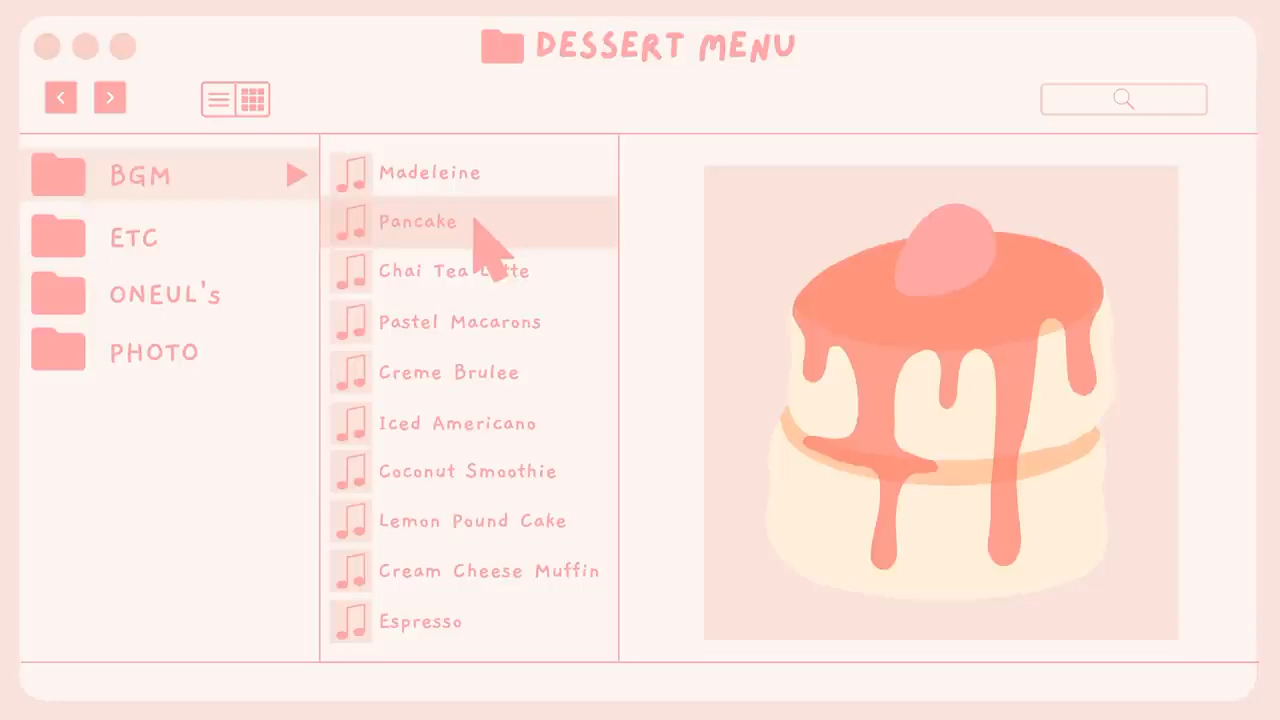 DESSERT MENU
BGM
ETC
ONEUL's
PHOTO
Madeleine
Pancake
Chai Tea Latte
Pastel Macarons
Creme Brulee
Iced Americano
Coconut Smoothie
Lemon Pound Cake
Cream Cheese Muffin
Espresso